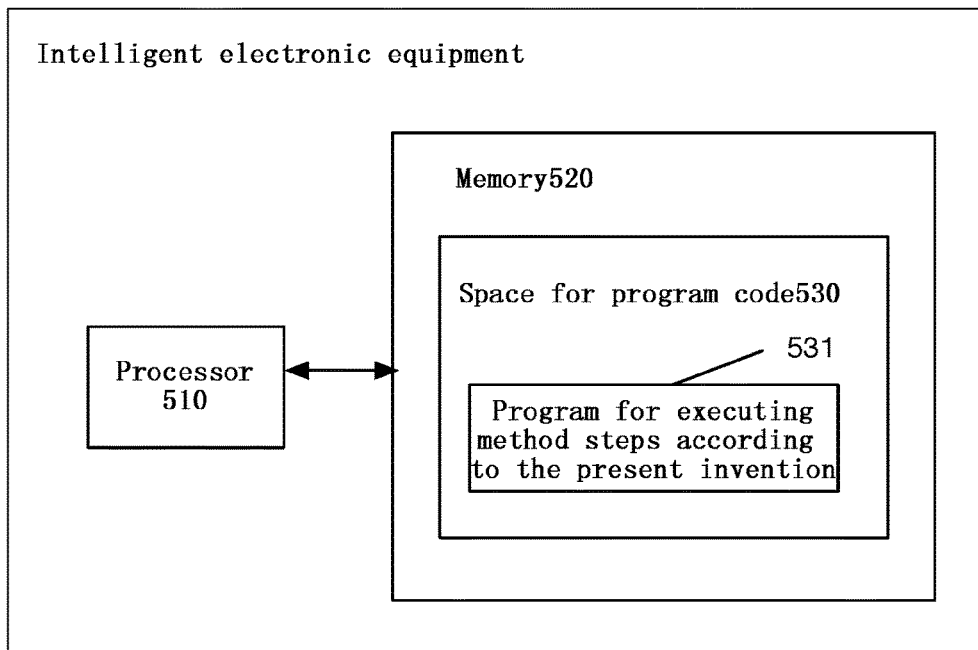 Intelligent electronic equipment
Memory520
Space for program code530
531
Processor
510
Program for executing
method steps according
to the present invention